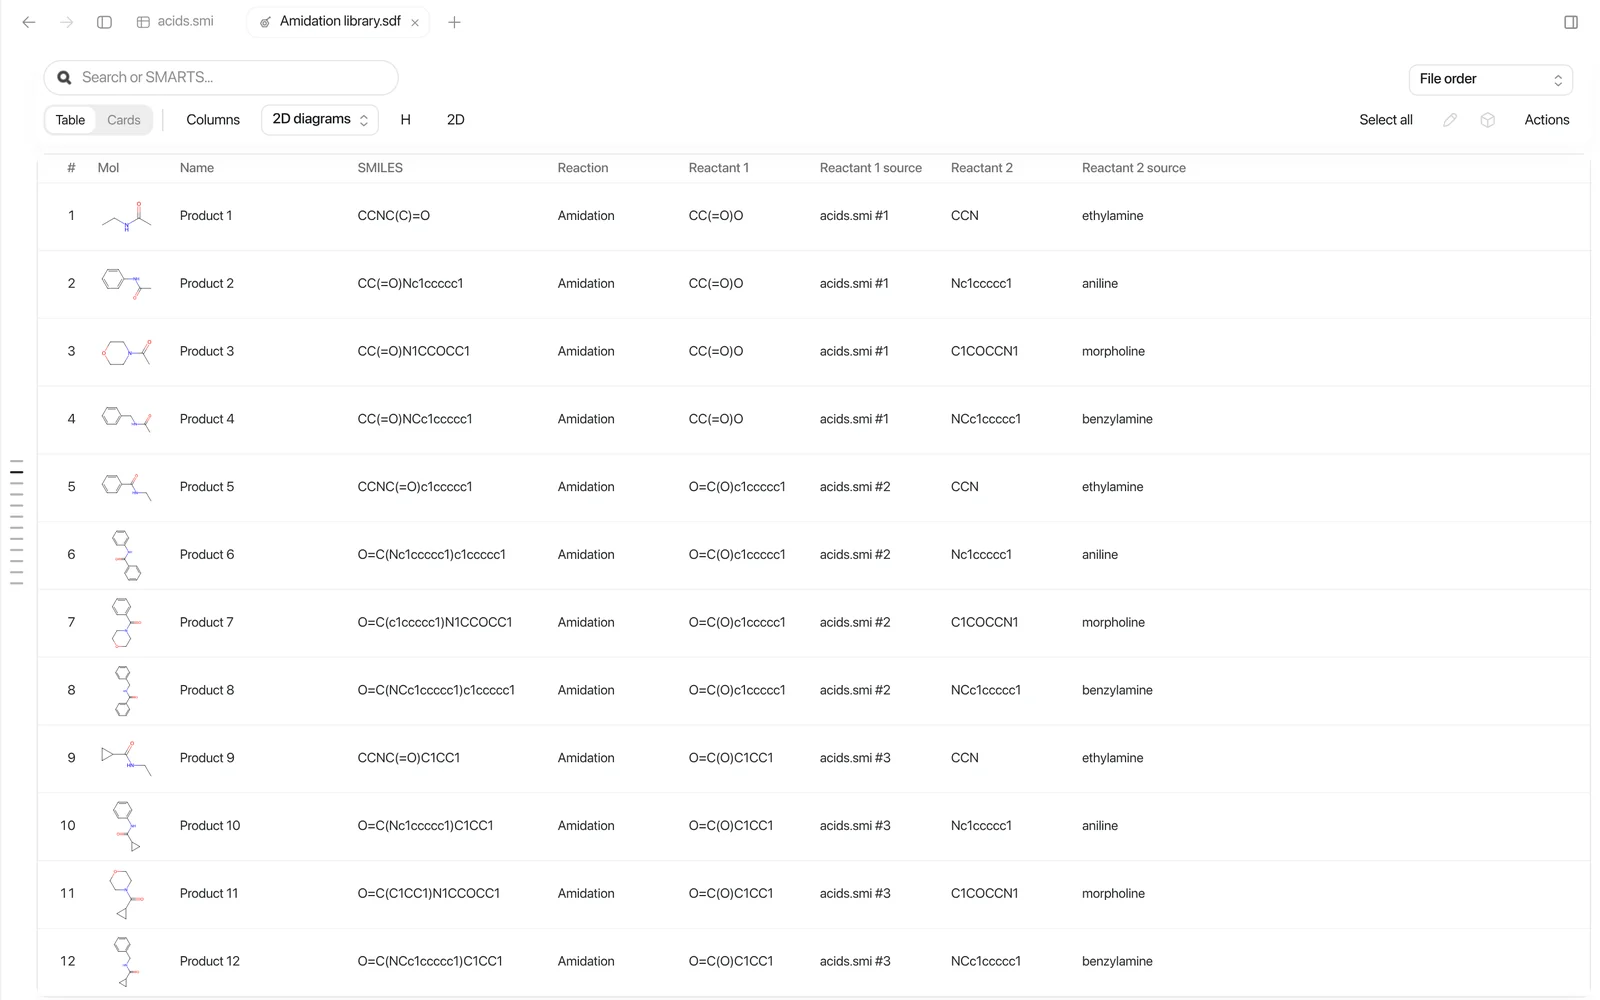 acids.smi Amidation library.sdf
Search or SMARTS...
File order
Table Cards Columns 2D diagrams H 2D Select all Actions
# Mol Name SMILES Reaction Reactant 1 Reactant 1 source Reactant 2 Reactant 2 source
1 Product 1 CCNC(C)=O Amidation CC(=O)O acids.smi #1 CCN ethylamine
2 Product 2 CC(=O)Nc1ccccc1 Amidation CC(=O)O acids.smi #1 Nc1ccccc1 aniline
3 Product 3 CC(=O)N1CCOCC1 Amidation CC(=O)O acids.smi #1 C1COCCN1 morpholine
4 Product 4 CC(=O)NCc1ccccc1 Amidation CC(=O)O acids.smi #1 NCc1ccccc1 benzylamine
5 Product 5 CCNC(=O)c1ccccc1 Amidation O=C(O)c1ccccc1 acids.smi #2 CCN ethylamine
6 Product 6 O=C(Nc1ccccc1)c1ccccc1 Amidation O=C(O)c1ccccc1 acids.smi #2 Nc1ccccc1 aniline
7 Product 7 O=C(c1ccccc1)N1CCOCC1 Amidation O=C(O)c1ccccc1 acids.smi #2 C1COCCN1 morpholine
8 Product 8 O=C(NCc1ccccc1)c1ccccc1 Amidation O=C(O)c1ccccc1 acids.smi #2 NCc1ccccc1 benzylamine
9 Product 9 CCNC(=O)C1CC1 Amidation O=C(O)C1CC1 acids.smi #3 CCN ethylamine
10 Product 10 O=C(Nc1ccccc1)C1CC1 Amidation O=C(O)C1CC1 acids.smi #3 Nc1ccccc1 aniline
11 Product 11 O=C(C1CC1)N1CCOCC1 Amidation O=C(O)C1CC1 acids.smi #3 C1COCCN1 morpholine
12 Product 12 O=C(NCc1ccccc1)C1CC1 Amidation O=C(O)C1CC1 acids.smi #3 NCc1ccccc1 benzylamine